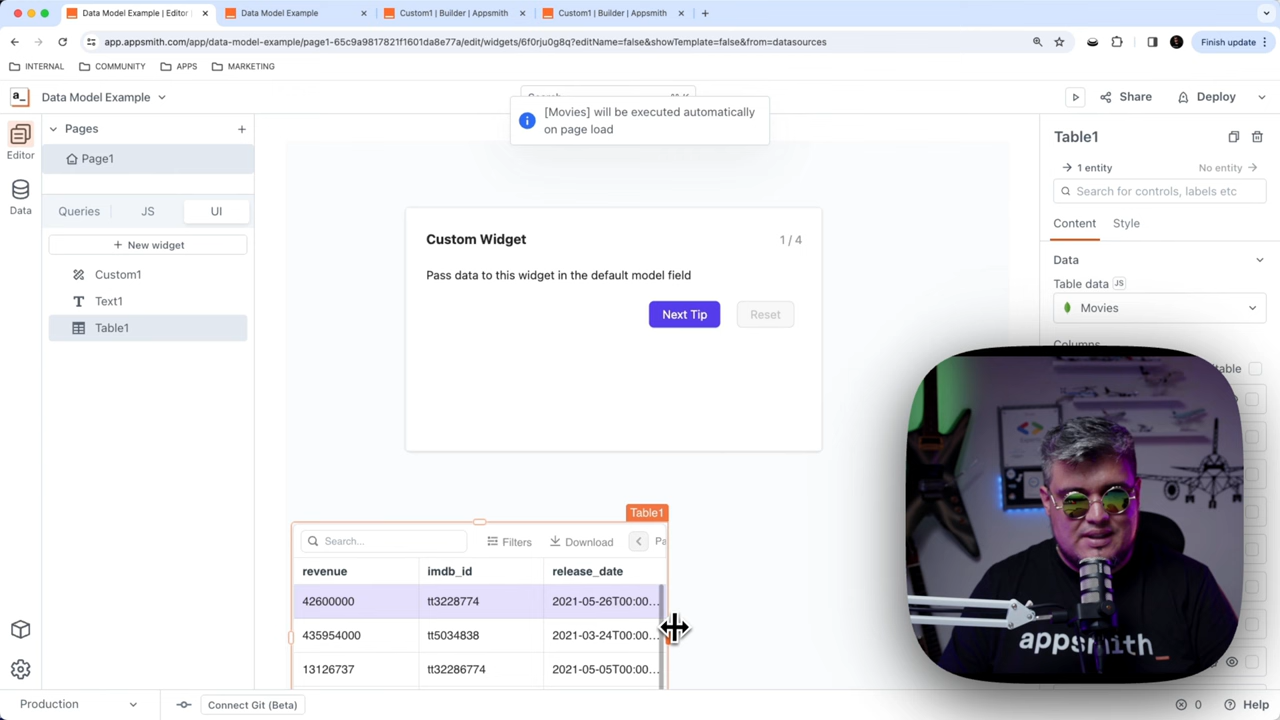 Data Model Example | Editor
Data Model Example
Custom1 | Builder | Appsmith
Custom1 | Builder | Appsmith
app.appsmith.com/app/data-model-example/page1-65c9a9817821f1601da8e77a/edit/widgets/6f0rju0g8q?editName=false&showTemplate=false&from=datasources
Finish update
INTERNAL
COMMUNITY
APPS
MARKETING
a_
Data Model Example
Share
Deploy
[Movies] will be executed automatically
on page load
Editor
Data
Pages
Page1
Queries
JS
UI
+ New widget
Custom1
Text1
Table1
Custom Widget
1 / 4
Pass data to this widget in the default model field
Next Tip
Reset
Table1
Search...
Filters
Download
Pa
revenue imdb_id release_date
42600000 tt3228774 2021-05-26T00:00...
435954000 tt5034838 2021-03-24T00:00...
13126737 tt32286774 2021-05-05T00:00...
Table1
1 entity
No entity
Search for controls, labels etc
Content
Style
Data
Table data JS
Movies
Columns
appsmith_
Production
Connect Git (Beta)
0
Help